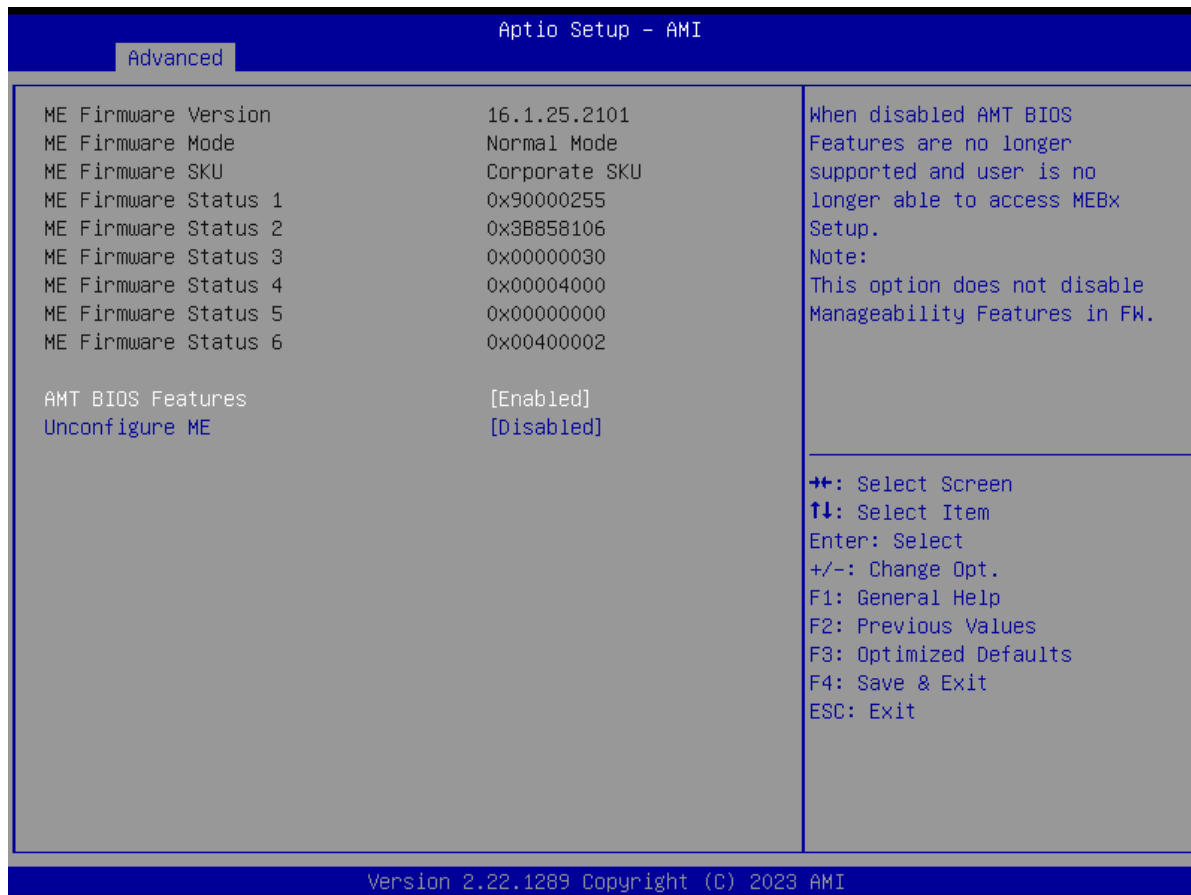 Aptio Setup – AMI
Advanced
ME Firmware Version 16.1.25.2101
ME Firmware Mode Normal Mode
ME Firmware SKU Corporate SKU
ME Firmware Status 1 0x90000255
ME Firmware Status 2 0x3B858106
ME Firmware Status 3 0x00000030
ME Firmware Status 4 0x00004000
ME Firmware Status 5 0x00000000
ME Firmware Status 6 0x00400002
AMT BIOS Features [Enabled]
Unconfigure ME [Disabled]
When disabled AMT BIOS
Features are no longer
supported and user is no
longer able to access MEBx
Setup.
Note:
This option does not disable
Manageability Features in FW.
→←: Select Screen
↑↓: Select Item
Enter: Select
+/-: Change Opt.
F1: General Help
F2: Previous Values
F3: Optimized Defaults
F4: Save & Exit
ESC: Exit
Version 2.22.1289 Copyright (C) 2023 AMI